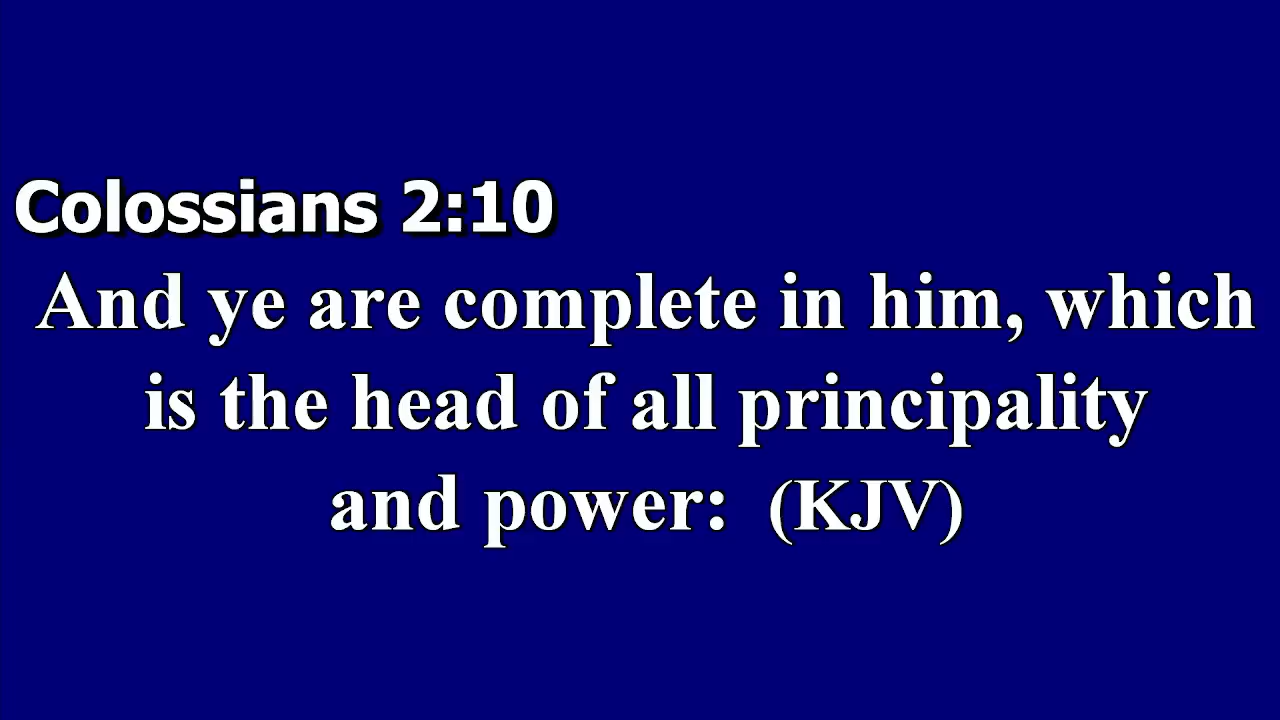 Colossians 2:10
And ye are complete in him, which
is the head of all principality
and power:  (KJV)